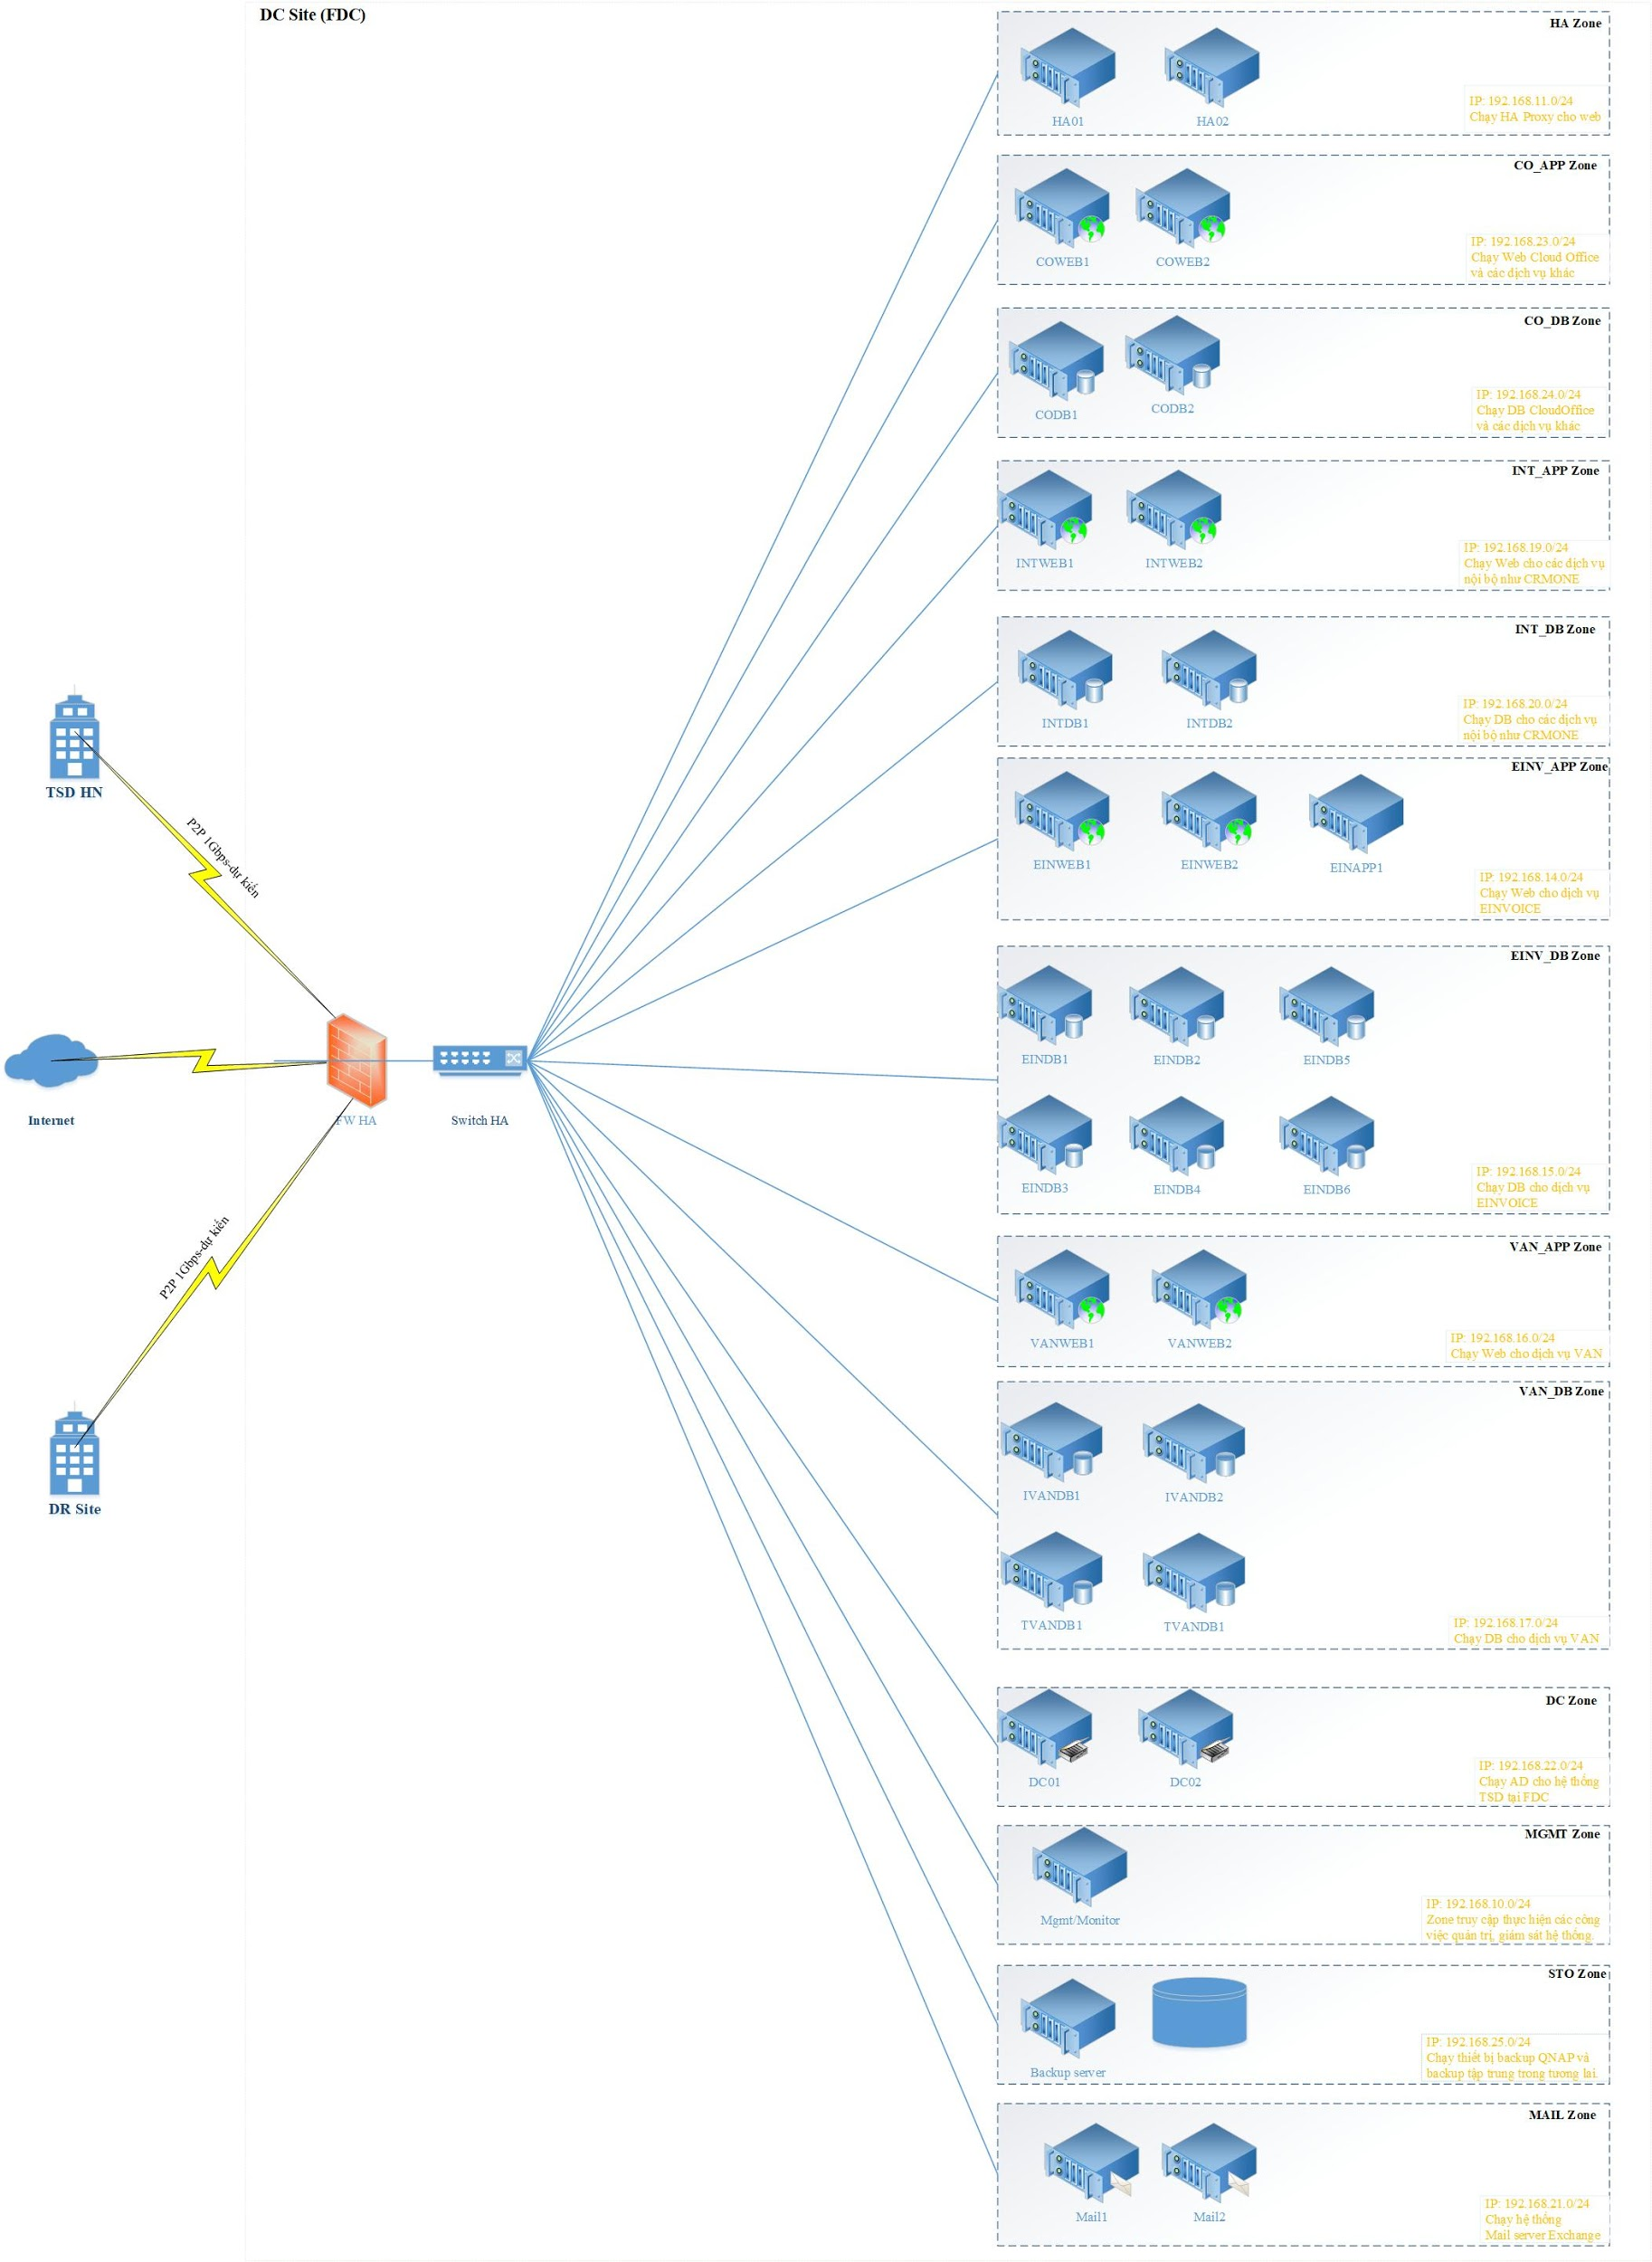 DC Site (FDC)
HA Zone
HA01
HA02
IP: 192.168.11.0/24
Chạy HA Proxy cho web
CO_APP Zone
COWEB1
COWEB2
IP: 192.168.23.0/24
Chạy Web Cloud Office
và các dịch vụ khác
CO_DB Zone
CODB1
CODB2
IP: 192.168.24.0/24
Chạy DB CloudOffice
và các dịch vụ khác
INT_APP Zone
INTWEB1
INTWEB2
IP: 192.168.19.0/24
Chạy Web cho các dịch vụ
nội bộ như CRMONE
INT_DB Zone
INTDB1
INTDB2
IP: 192.168.20.0/24
Chạy DB cho các dịch vụ
nội bộ như CRMONE
EINV_APP Zone
EINWEB1
EINWEB2
EINAPP1
IP: 192.168.14.0/24
Chạy Web cho dịch vụ
EINVOICE
TSD HN
P2P 1Gbps-dự kiến
Internet
FW HA
Switch HA
P2P 1Gbps-dự kiến
DR Site
EINV_DB Zone
EINDB1
EINDB2
EINDB5
EINDB3
EINDB4
EINDB6
IP: 192.168.15.0/24
Chạy DB cho dịch vụ
EINVOICE
VAN_APP Zone
VANWEB1
VANWEB2
IP: 192.168.16.0/24
Chạy Web cho dịch vụ VAN
VAN_DB Zone
IVANDB1
IVANDB2
TVANDB1
TVANDB1
IP: 192.168.17.0/24
Chạy DB cho dịch vụ VAN
DC Zone
DC01
DC02
IP: 192.168.22.0/24
Chạy AD cho hệ thống
TSD tại FDC
MGMT Zone
Mgmt/Monitor
IP: 192.168.10.0/24
Zone truy cập thực hiện các công
việc quản trị, giám sát hệ thống.
STO Zone
Backup server
IP: 192.168.25.0/24
Chạy thiết bị backup QNAP và
backup tập trung trong tương lai.
MAIL Zone
Mail1
Mail2
IP: 192.168.21.0/24
Chạy hệ thống
Mail server Exchange